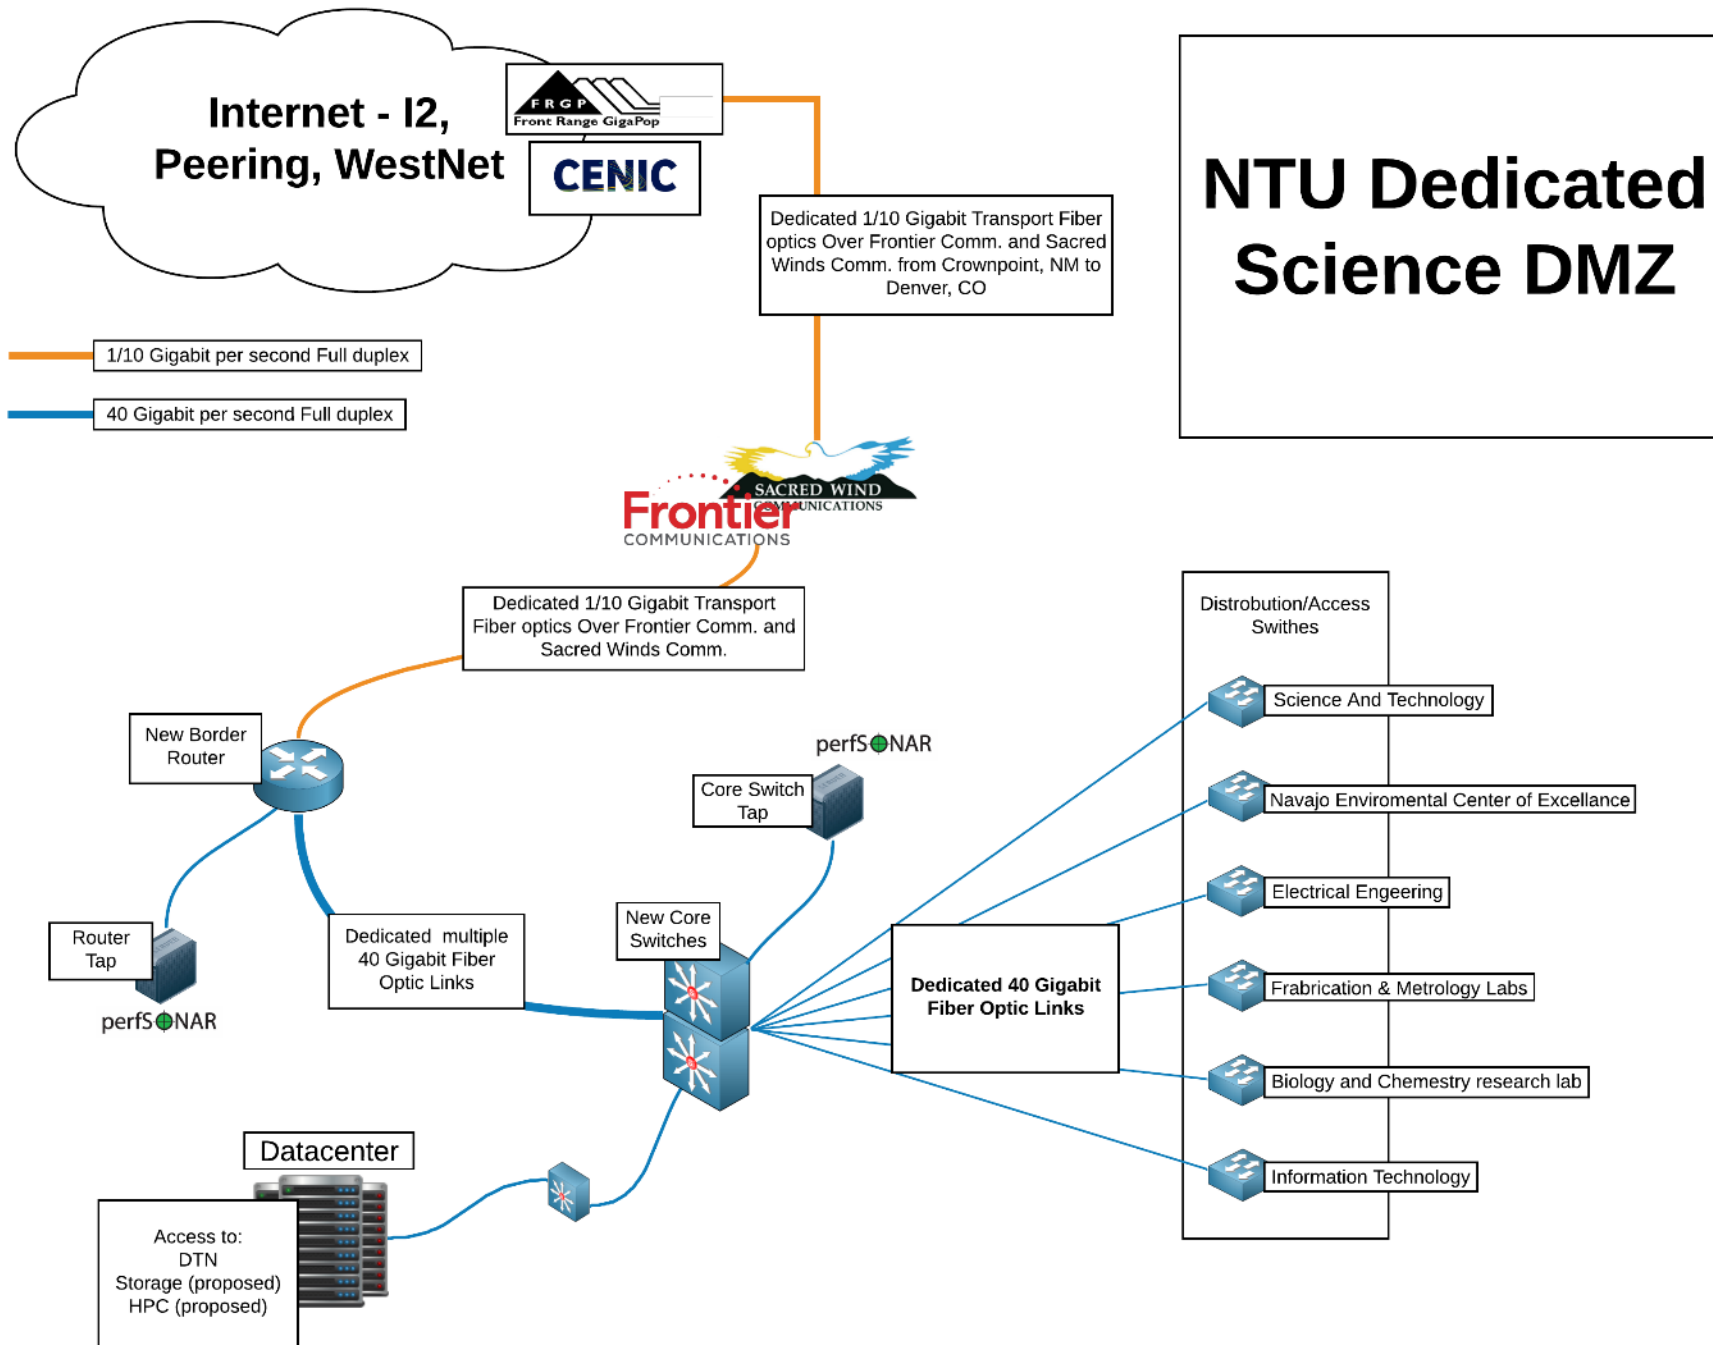 Internet - I2,
Peering, WestNet
FRGP
Front Range GigaPop
CENIC
NTU Dedicated
Science DMZ
Dedicated 1/10 Gigabit Transport Fiber
optics Over Frontier Comm. and Sacred
Winds Comm. from Crownpoint, NM to
Denver, CO
1/10 Gigabit per second Full duplex
40 Gigabit per second Full duplex
SACRED WIND
COMMUNICATIONS
Frontier
COMMUNICATIONS
Dedicated 1/10 Gigabit Transport
Fiber optics Over Frontier Comm. and
Sacred Winds Comm.
New Border
Router
perfSONAR
Core Switch
Tap
Router
Tap
perfSONAR
Dedicated multiple
40 Gigabit Fiber
Optic Links
New Core
Switches
Dedicated 40 Gigabit
Fiber Optic Links
Distrobution/Access
Swithes
Science And Technology
Navajo Enviromental Center of Excellance
Electrical Engeering
Frabrication & Metrology Labs
Biology and Chemestry research lab
Information Technology
Datacenter
Access to:
DTN
Storage (proposed)
HPC (proposed)